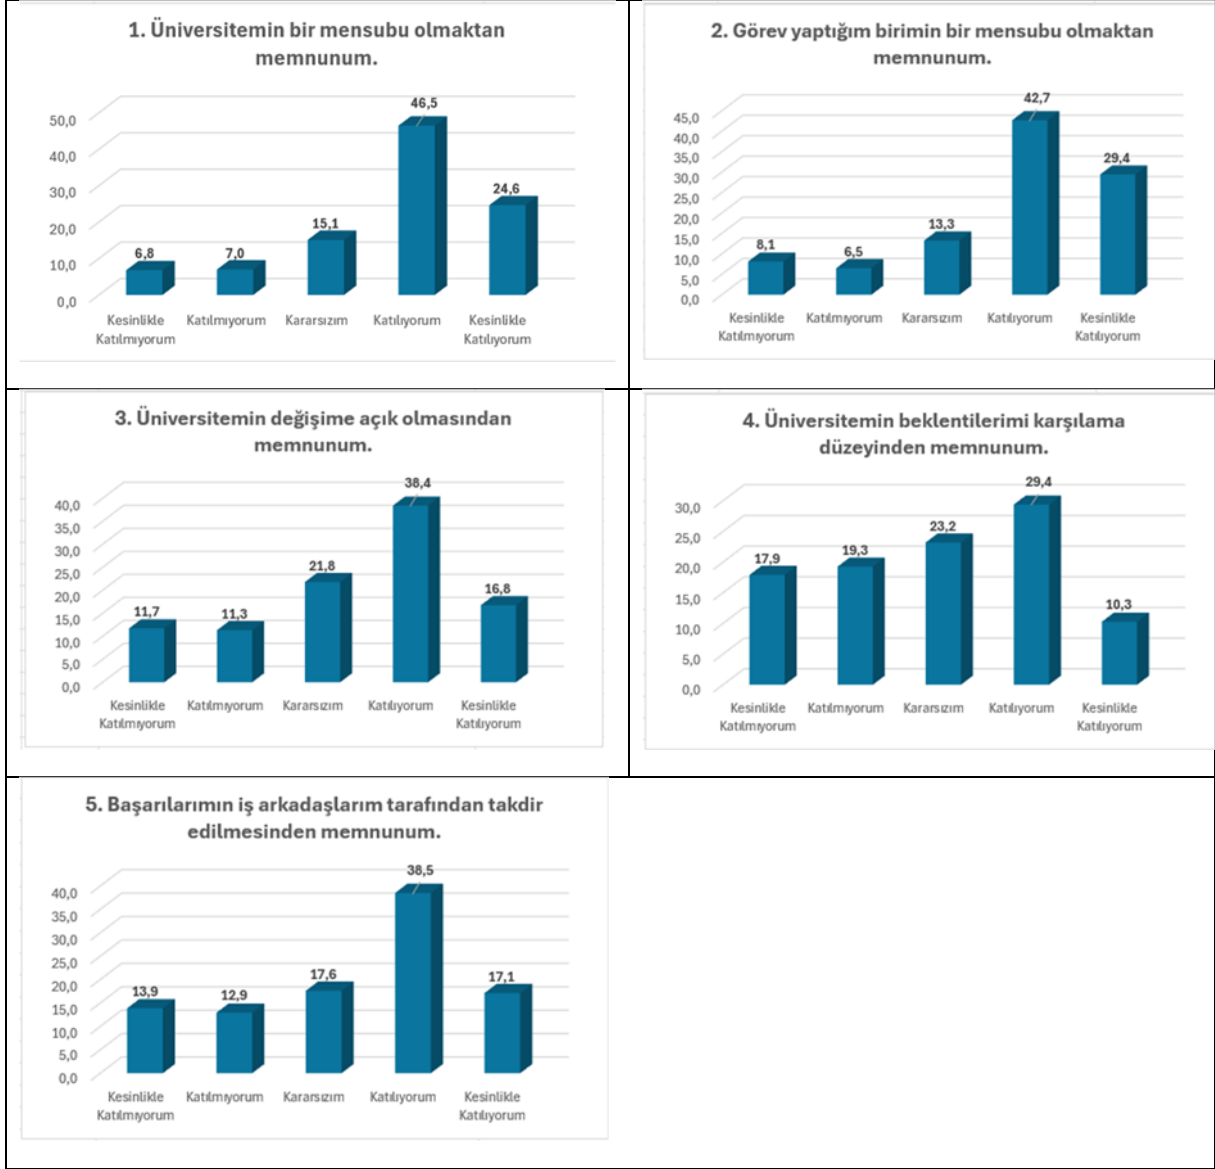 1. Üniversitemin bir mensubu olmaktan
memnunum.
50,0
40,0
30,0
20,0
10,0
0,0
6,8
7,0
15,1
46,5
24,6
Kesinlikle
Katılmıyorum
Katılmıyorum
Kararsızım
Katılıyorum
Kesinlikle
Katılıyorum
2. Görev yaptığım birimin bir mensubu olmaktan
memnunum.
45,0
40,0
35,0
30,0
25,0
20,0
15,0
10,0
5,0
0,0
8,1
6,5
13,3
42,7
29,4
Kesinlikle
Katılmıyorum
Katılmıyorum
Kararsızım
Katılıyorum
Kesinlikle
Katılıyorum
3. Üniversitemin değişime açık olmasından
memnunum.
40,0
35,0
30,0
25,0
20,0
15,0
10,0
5,0
0,0
11,7
11,3
21,8
38,4
16,8
Kesinlikle
Katılmıyorum
Katılmıyorum
Kararsızım
Katılıyorum
Kesinlikle
Katılıyorum
4. Üniversitemin beklentilerimi karşılama
düzeyinden memnunum.
30,0
25,0
20,0
15,0
10,0
5,0
0,0
17,9
19,3
23,2
29,4
10,3
Kesinlikle
Katılmıyorum
Katılmıyorum
Kararsızım
Katılıyorum
Kesinlikle
Katılıyorum
5. Başarılarımın iş arkadaşlarım tarafından takdir
edilmesinden memnunum.
40,0
35,0
30,0
25,0
20,0
15,0
10,0
5,0
0,0
13,9
12,9
17,6
38,5
17,1
Kesinlikle
Katılmıyorum
Katılmıyorum
Kararsızım
Katılıyorum
Kesinlikle
Katılıyorum